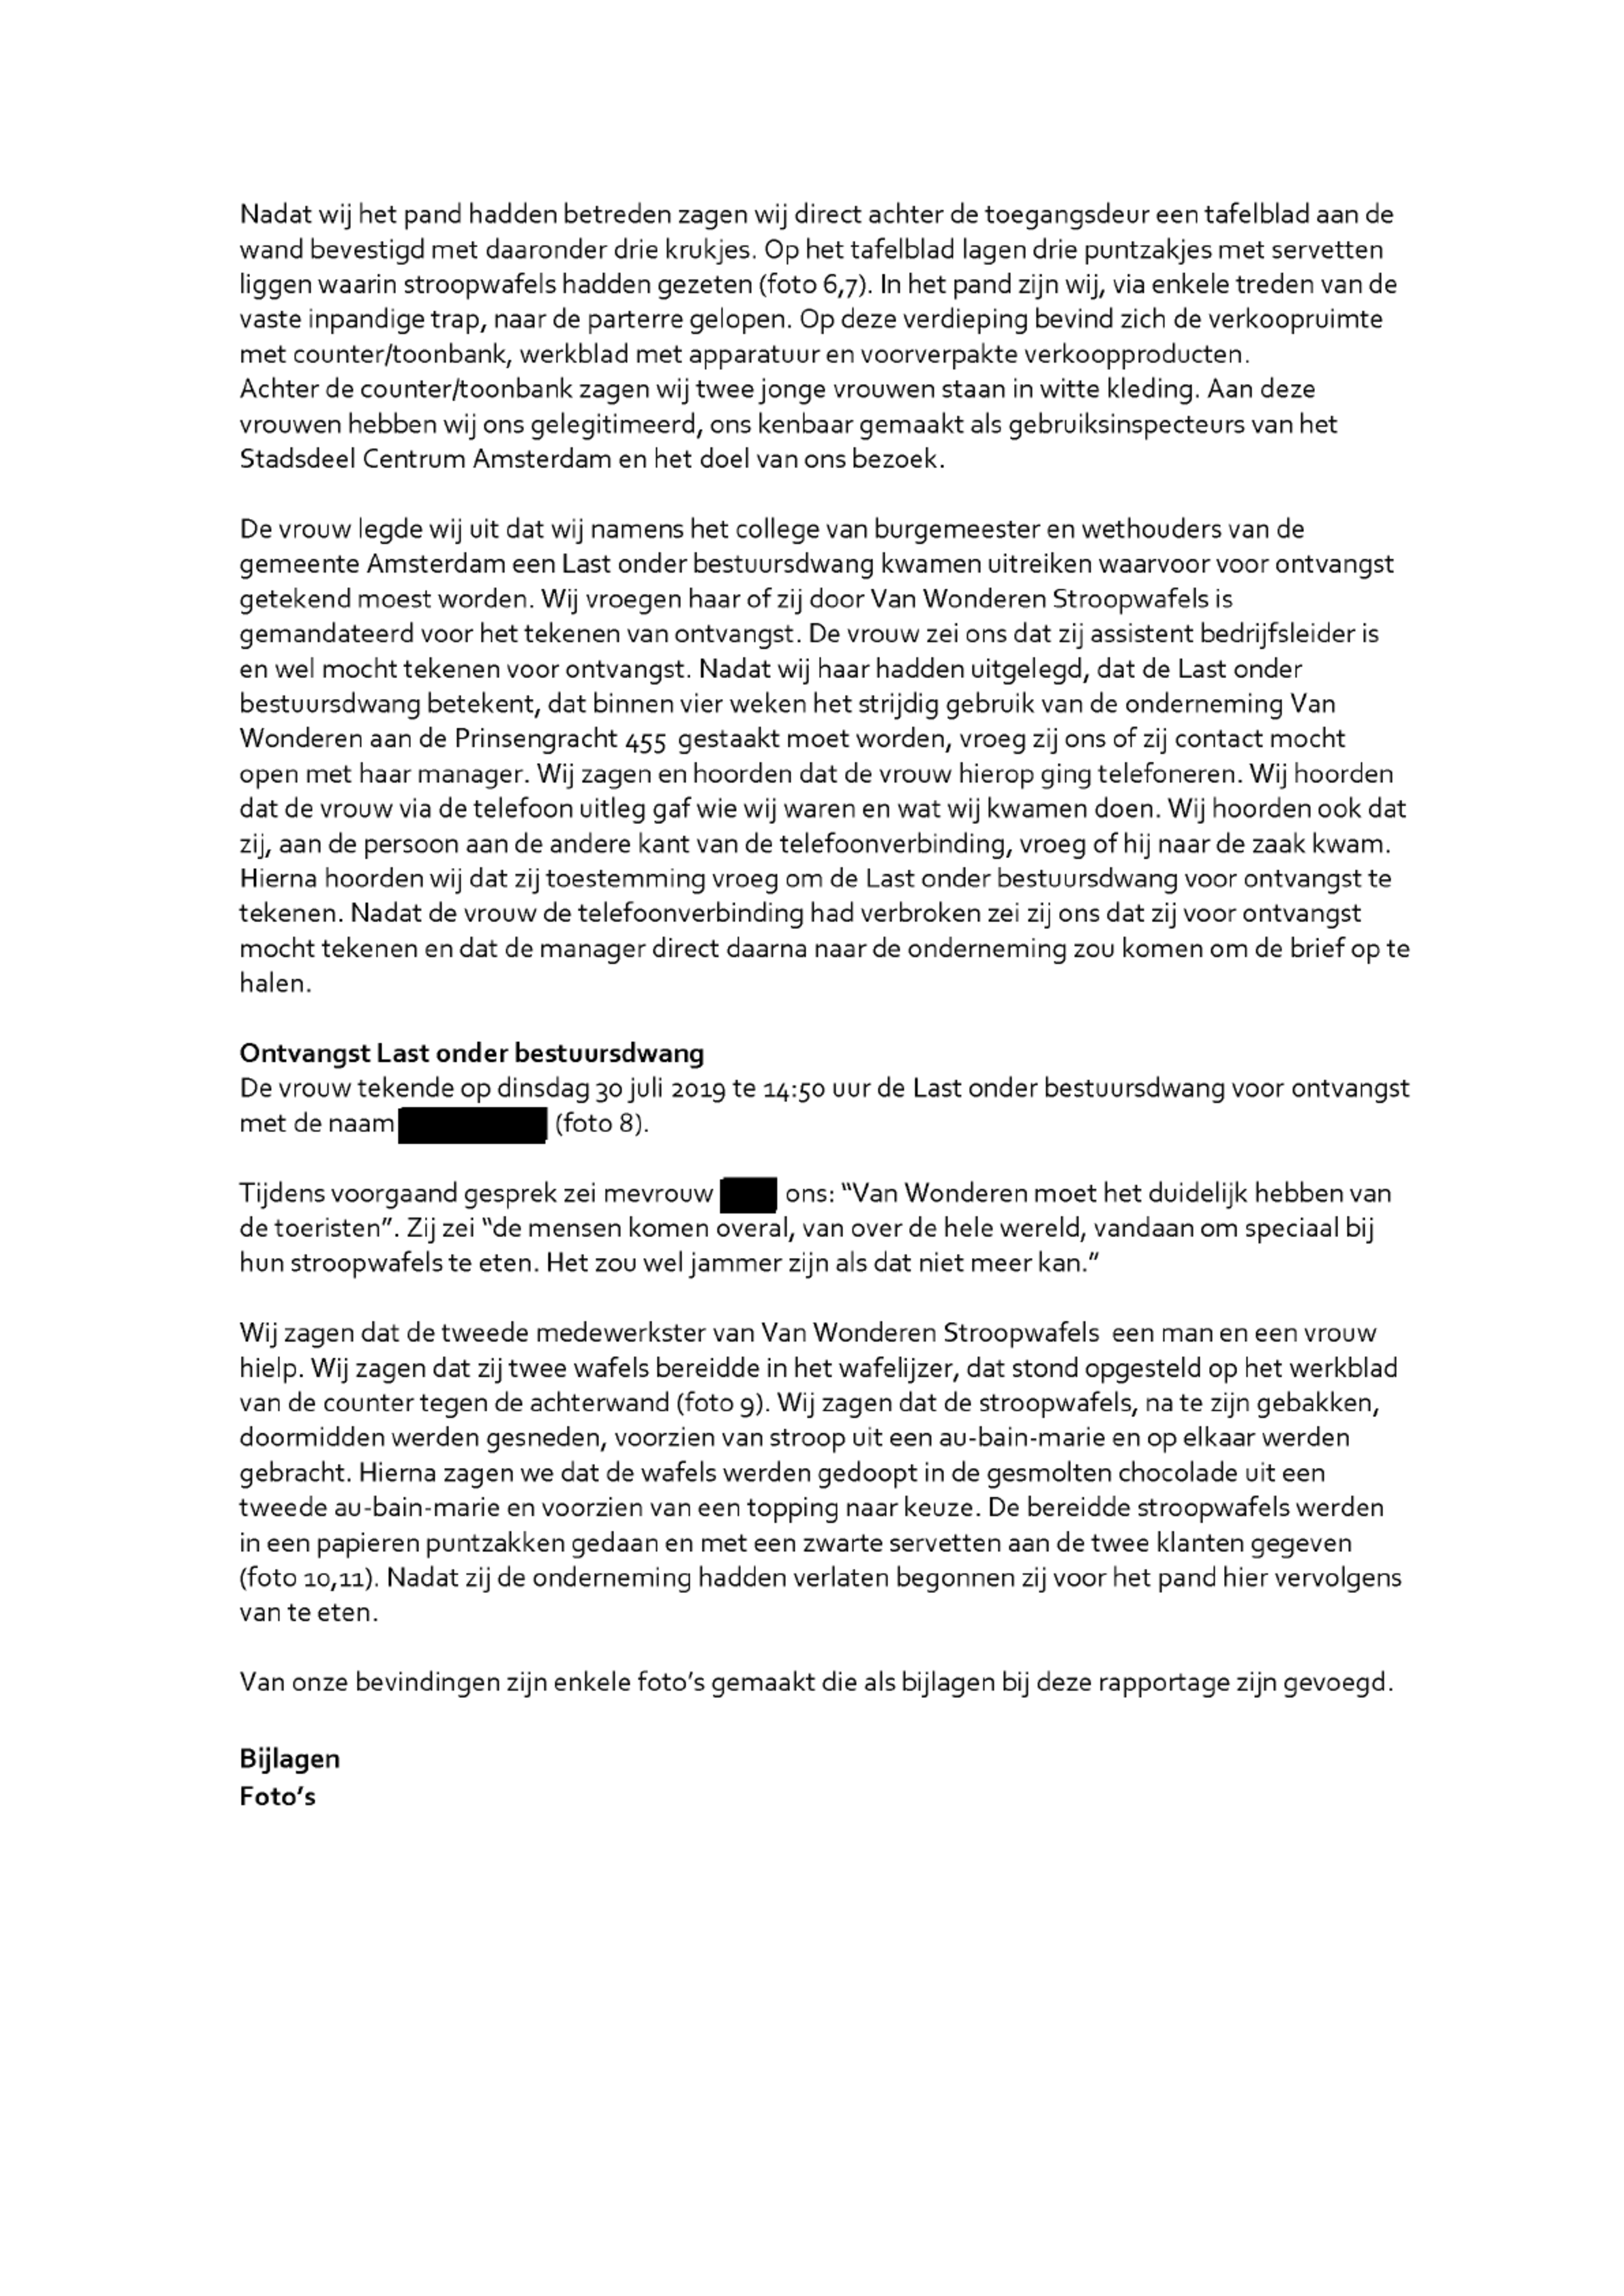 Nadat wij het pand hadden betreden zagen wij direct achter de toegangsdeur een tafelblad aan de
wand bevestigd met daaronder drie krukjes. Op het tafelblad lagen drie puntzakjes met servetten
liggen waarin stroopwafels hadden gezeten (foto 6,7). In het pand zijn wij, via enkele treden van de
vaste inpandige trap, naar de parterre gelopen. Op deze verdieping bevind zich de verkoopruimte
met counter/toonbank, werkblad met apparatuur en voorverpakte verkoopproducten.
Achter de counter/toonbank zagen wij twee jonge vrouwen staan in witte kleding. Aan deze
vrouwen hebben wij ons gelegitimeerd, ons kenbaar gemaakt als gebruiksinspecteurs van het
Stadsdeel Centrum Amsterdam en het doel van ons bezoek.

De vrouw legde wij uit dat wij namens het college van burgemeester en wethouders van de
gemeente Amsterdam een Last onder bestuursdwang kwamen uitreiken waarvoor voor ontvangst
getekend moest worden. Wij vroegen haar of zij door Van Wonderen Stroopwafels is
gemandateerd voor het tekenen van ontvangst. De vrouw zei ons dat zij assistent bedrijfsleider is
en wel mocht tekenen voor ontvangst. Nadat wij haar hadden uitgelegd, dat de Last onder
bestuursdwang betekent, dat binnen vier weken het strijdig gebruik van de onderneming Van
Wonderen aan de Prinsengracht 455 gestaakt moet worden, vroeg zij ons of zij contact mocht
open met haar manager. Wij zagen en hoorden dat de vrouw hierop ging telefoneren. Wij hoorden
dat de vrouw via de telefoon uitleg gaf wie wij waren en wat wij kwamen doen. Wij hoorden ook dat
zij, aan de persoon aan de andere kant van de telefoonverbinding, vroeg of hij naar de zaak kwam.
Hierna hoorden wij dat zij toestemming vroeg om de Last onder bestuursdwang voor ontvangst te
tekenen. Nadat de vrouw de telefoonverbinding had verbroken zei zij ons dat zij voor ontvangst
mocht tekenen en dat de manager direct daarna naar de onderneming zou komen om de brief op te
halen.

Ontvangst Last onder bestuursdwang
De vrouw tekende op dinsdag 30 juli 2019 te 14:50 uur de Last onder bestuursdwang voor ontvangst
met de naam (foto 8).

Tijdens voorgaand gesprek zei mevrouw ons: “Van Wonderen moet het duidelijk hebben van
de toeristen”. Zij zei “de mensen komen overal, van over de hele wereld, vandaan om speciaal bij
hun stroopwafels te eten. Het zou wel jammer zijn als dat niet meer kan.”

Wij zagen dat de tweede medewerkster van Van Wonderen Stroopwafels een man en een vrouw
hielp. Wij zagen dat zij twee wafels bereidde in het wafelijzer, dat stond opgesteld op het werkblad
van de counter tegen de achterwand (foto 9). Wij zagen dat de stroopwafels, na te zijn gebakken,
doormidden werden gesneden, voorzien van stroop uit een au-bain-marie en op elkaar werden
gebracht. Hierna zagen we dat de wafels werden gedoopt in de gesmolten chocolade uit een
tweede au-bain-marie en voorzien van een topping naar keuze. De bereidde stroopwafels werden
in een papieren puntzakken gedaan en met een zwarte servetten aan de twee klanten gegeven
(foto 10,11). Nadat zij de onderneming hadden verlaten begonnen zij voor het pand hier vervolgens
van te eten.

Van onze bevindingen zijn enkele foto’s gemaakt die als bijlagen bij deze rapportage zijn gevoegd.

Bijlagen
Foto’s